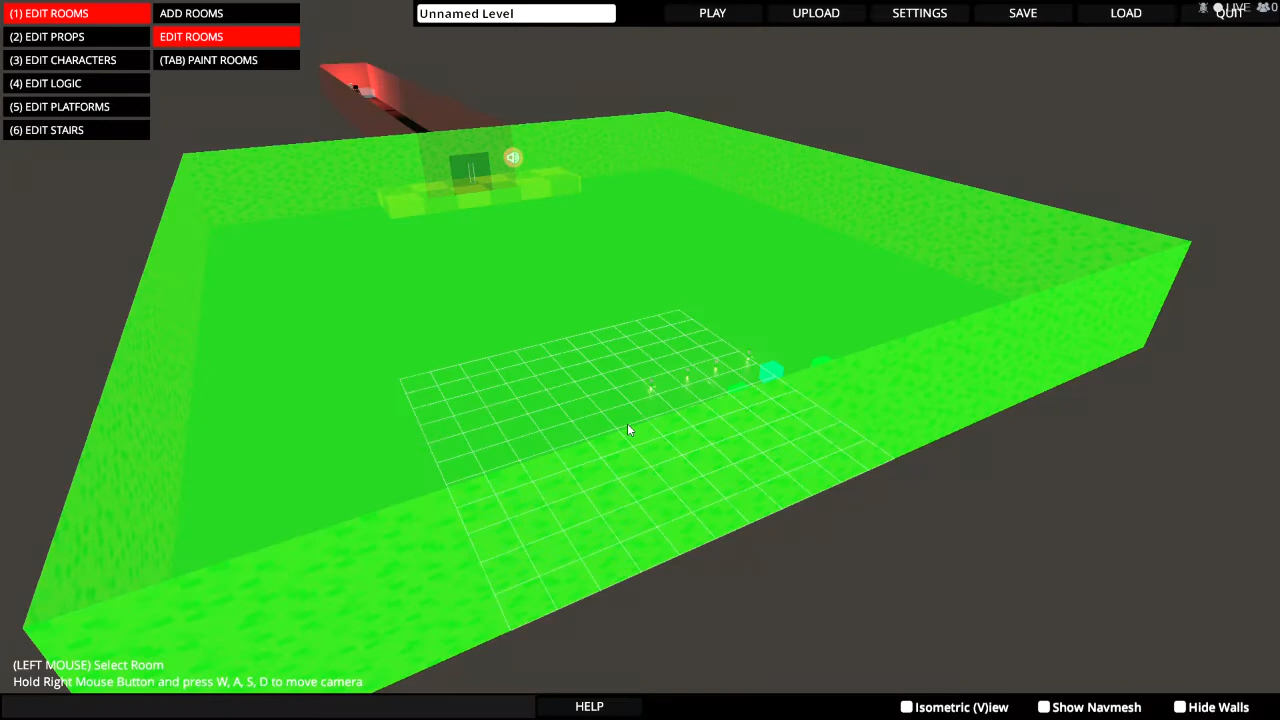 (1) EDIT ROOMS
(2) EDIT PROPS
(3) EDIT CHARACTERS
(4) EDIT LOGIC
(5) EDIT PLATFORMS
(6) EDIT STAIRS
ADD ROOMS
EDIT ROOMS
(TAB) PAINT ROOMS
Unnamed Level
PLAY
UPLOAD
SETTINGS
SAVE
LOAD
QUIT
LIVE
0
(LEFT MOUSE) Select Room
Hold Right Mouse Button and press W, A, S, D to move camera
HELP
Isometric (V)iew
Show Navmesh
Hide Walls